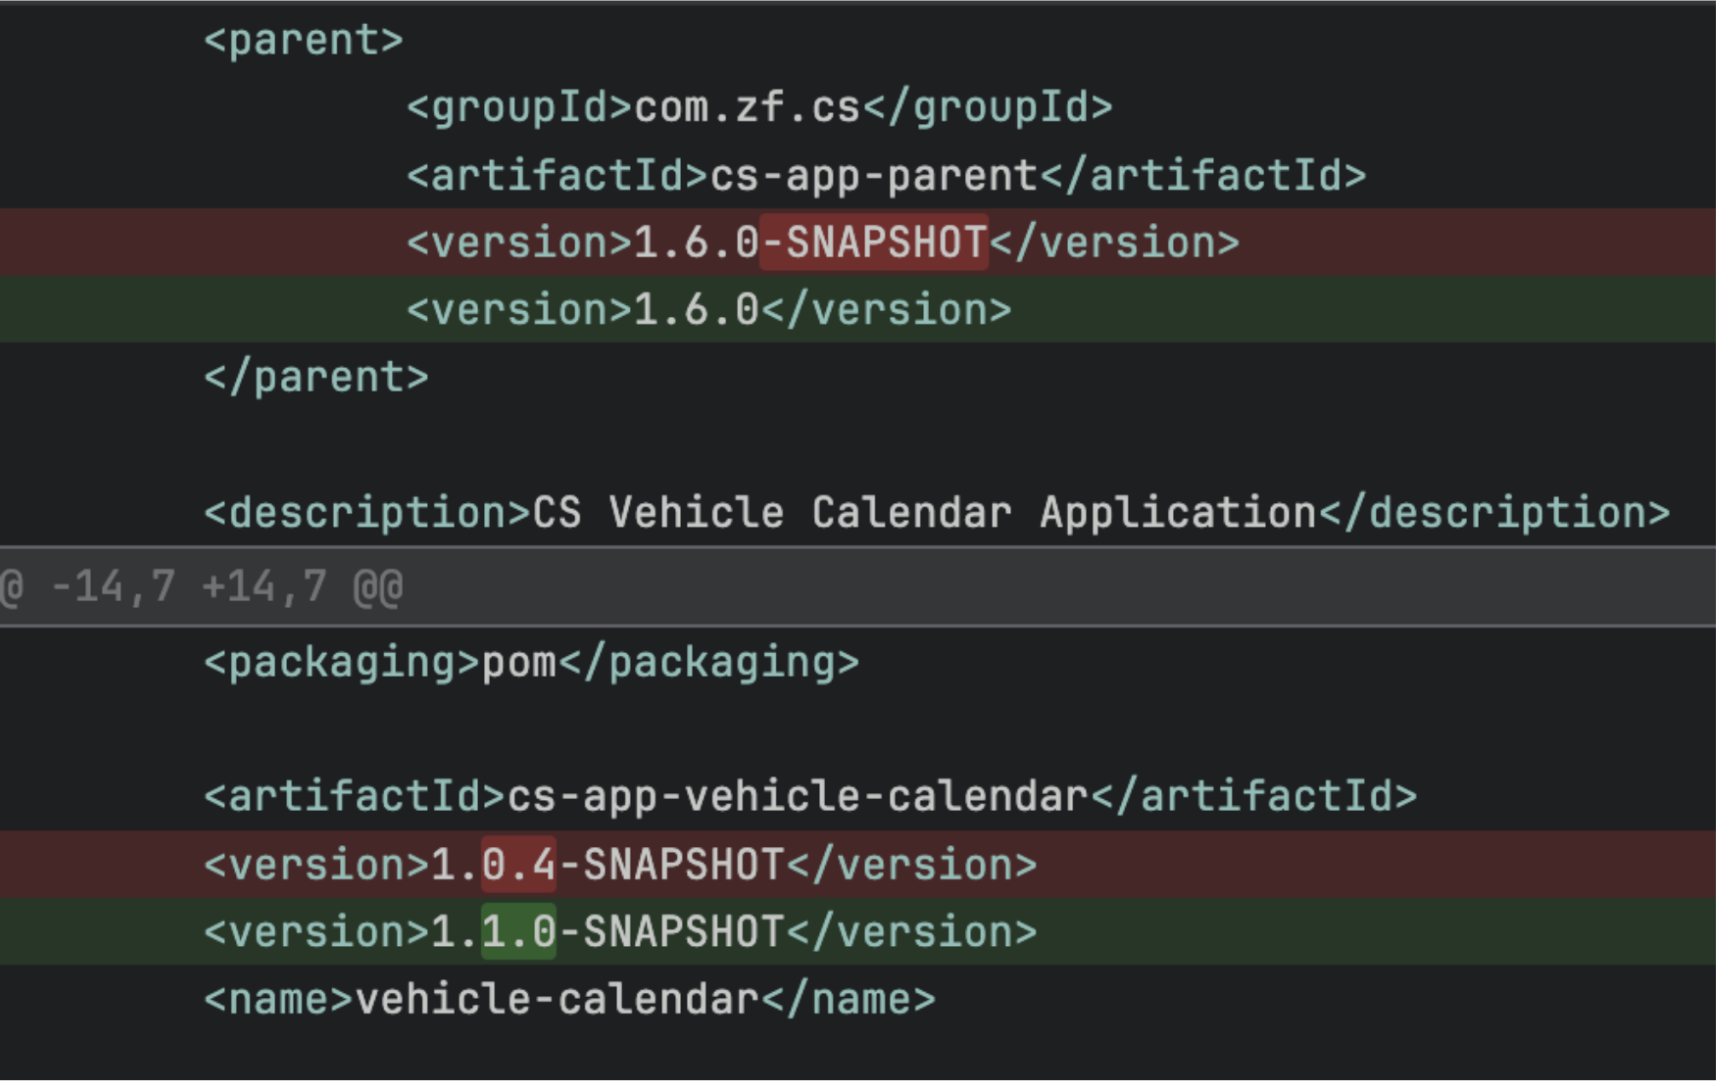 <parent>
<groupId>com.zf.cs</groupId>
<artifactId>cs-app-parent</artifactId>
<version>1.6.0-SNAPSHOT</version>
<version>1.6.0</version>
</parent>
<description>CS Vehicle Calendar Application</description>
@ -14,7 +14,7 @@
<packaging>pom</packaging>
<artifactId>cs-app-vehicle-calendar</artifactId>
<version>1.0.4-SNAPSHOT</version>
<version>1.1.0-SNAPSHOT</version>
<name>vehicle-calendar</name>